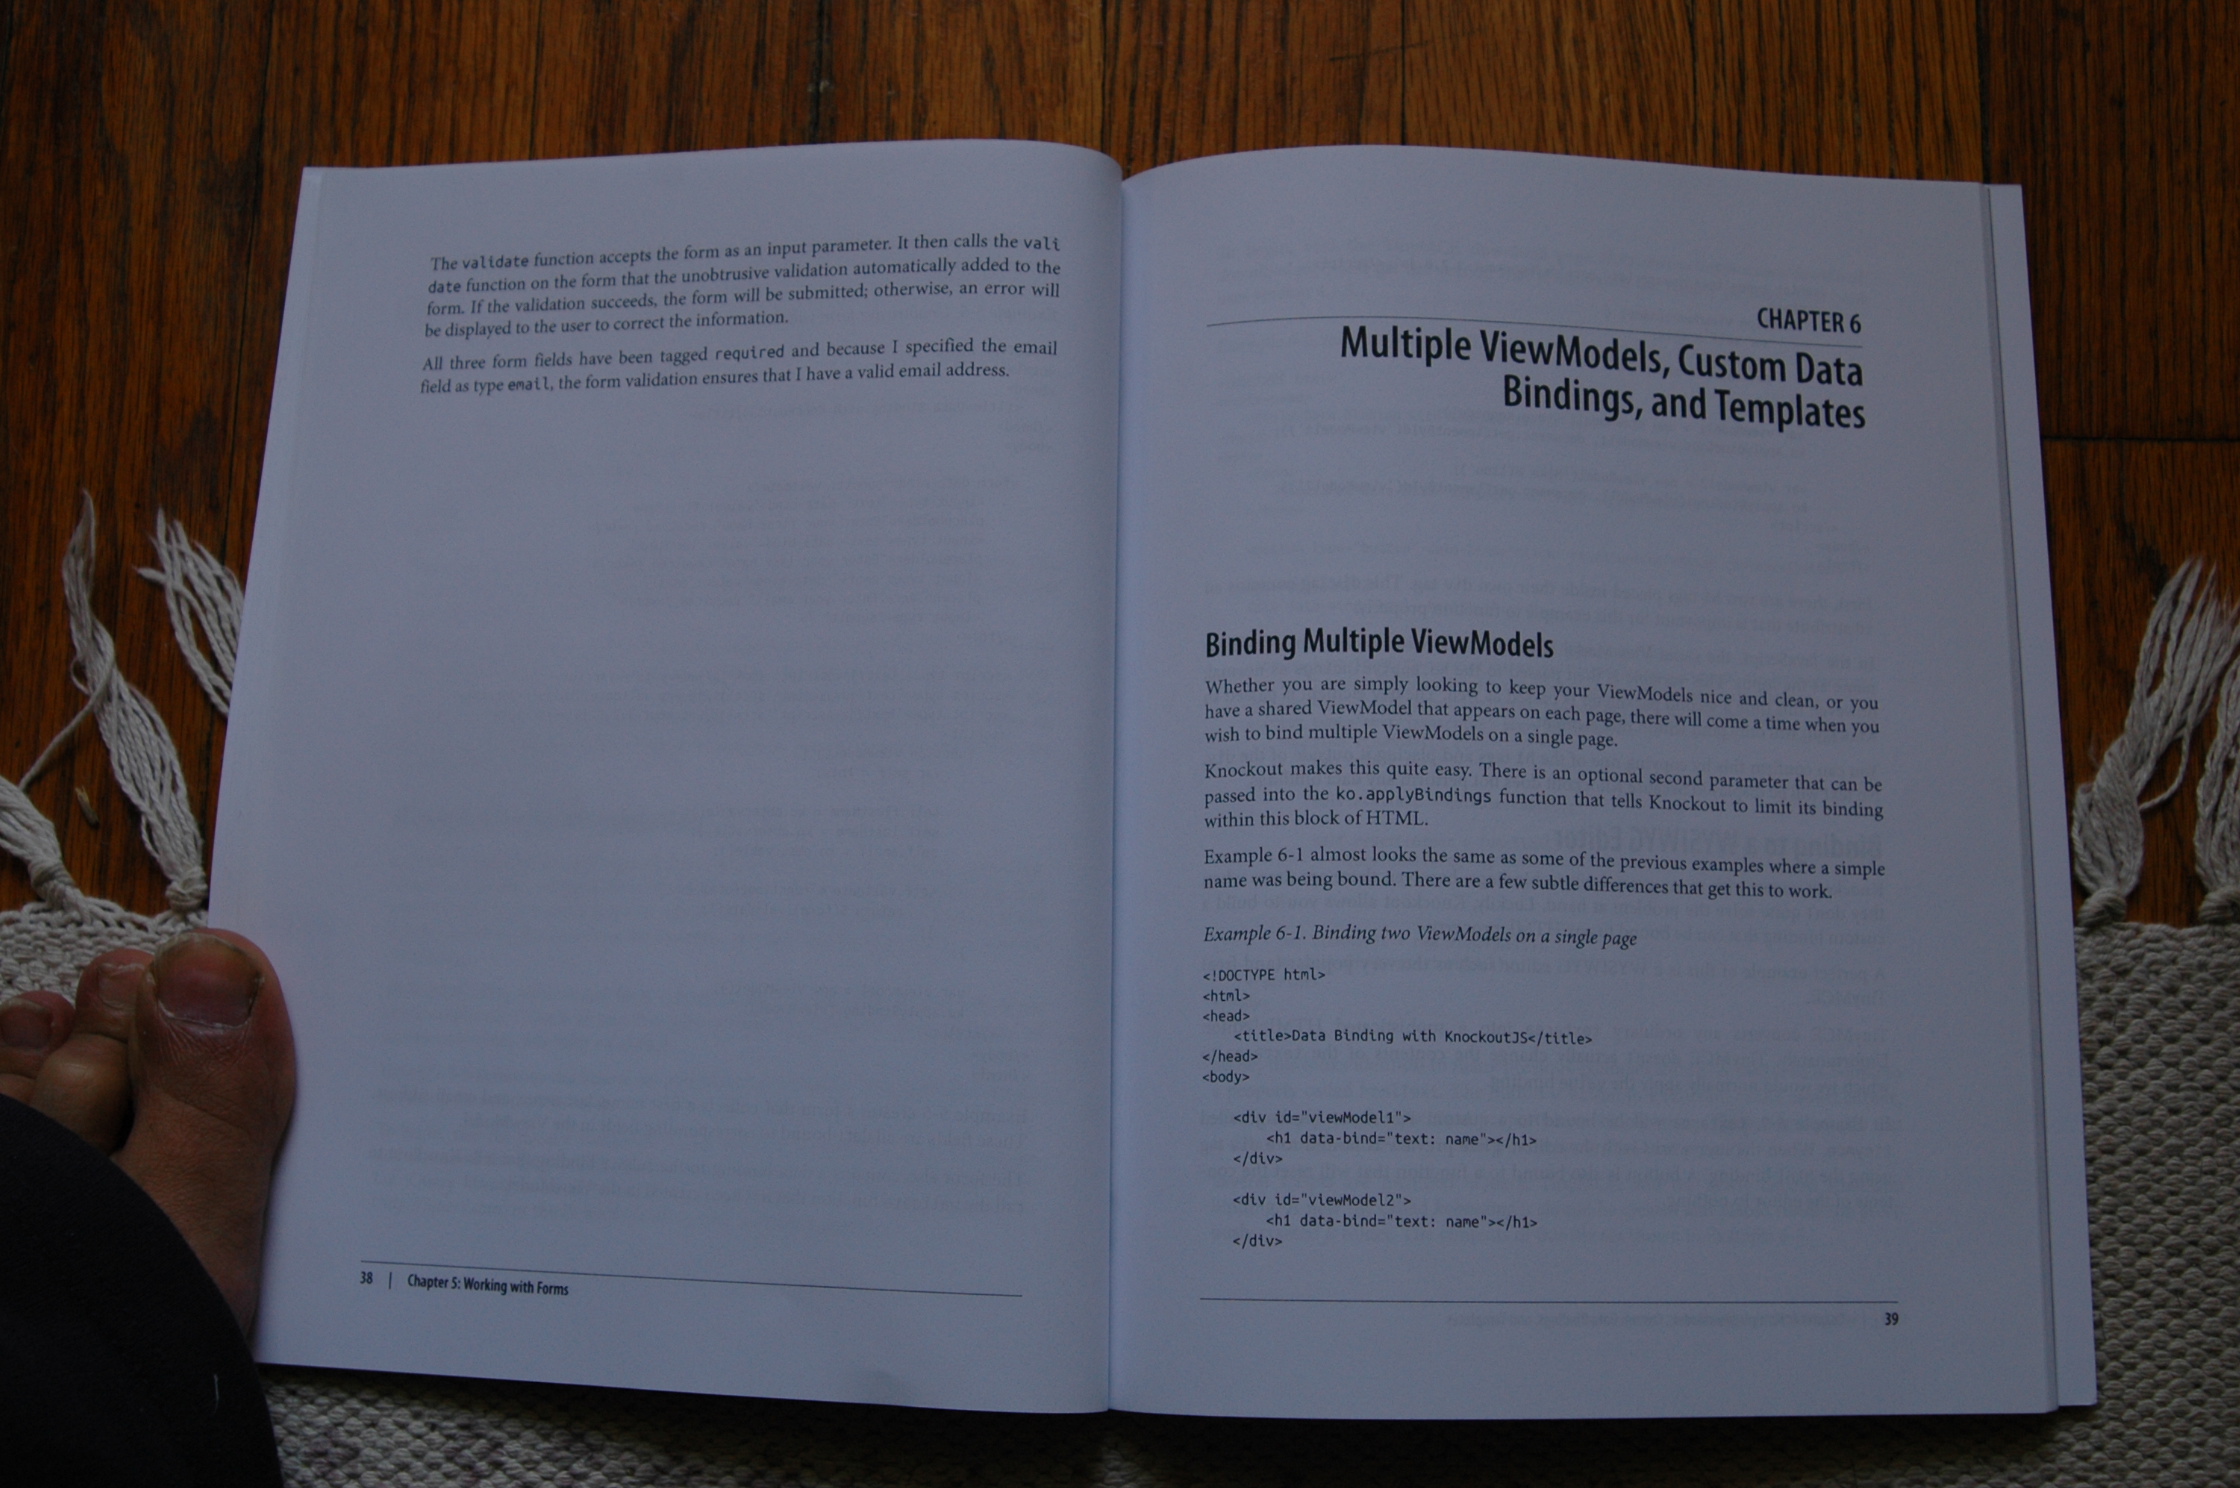 The validate function accepts the form as an input parameter. It then calls the vali
date function on the form that the unobtrusive validation automatically added to the
form. If the validation succeeds, the form will be submitted; otherwise, an error will
be displayed to the user to correct the information.
All three form fields have been tagged required and because I specified the email
field as type email, the form validation ensures that I have a valid email address.
38 | Chapter 5: Working with Forms
CHAPTER 6
Multiple ViewModels, Custom Data
Bindings, and Templates
Binding Multiple ViewModels
Whether you are simply looking to keep your ViewModels nice and clean, or you
have a shared ViewModel that appears on each page, there will come a time when you
wish to bind multiple ViewModels on a single page.
Knockout makes this quite easy. There is an optional second parameter that can be
passed into the ko.applyBindings function that tells Knockout to limit its binding
within this block of HTML.
Example 6-1 almost looks the same as some of the previous examples where a simple
name was being bound. There are a few subtle differences that get this to work.
Example 6-1. Binding two ViewModels on a single page
<!DOCTYPE html>
<html>
<head>
<title>Data Binding with KnockoutJS</title>
</head>
<body>
<div id="viewModel1">
<h1 data-bind="text: name"></h1>
</div>
<div id="viewModel2">
<h1 data-bind="text: name"></h1>
</div>
39